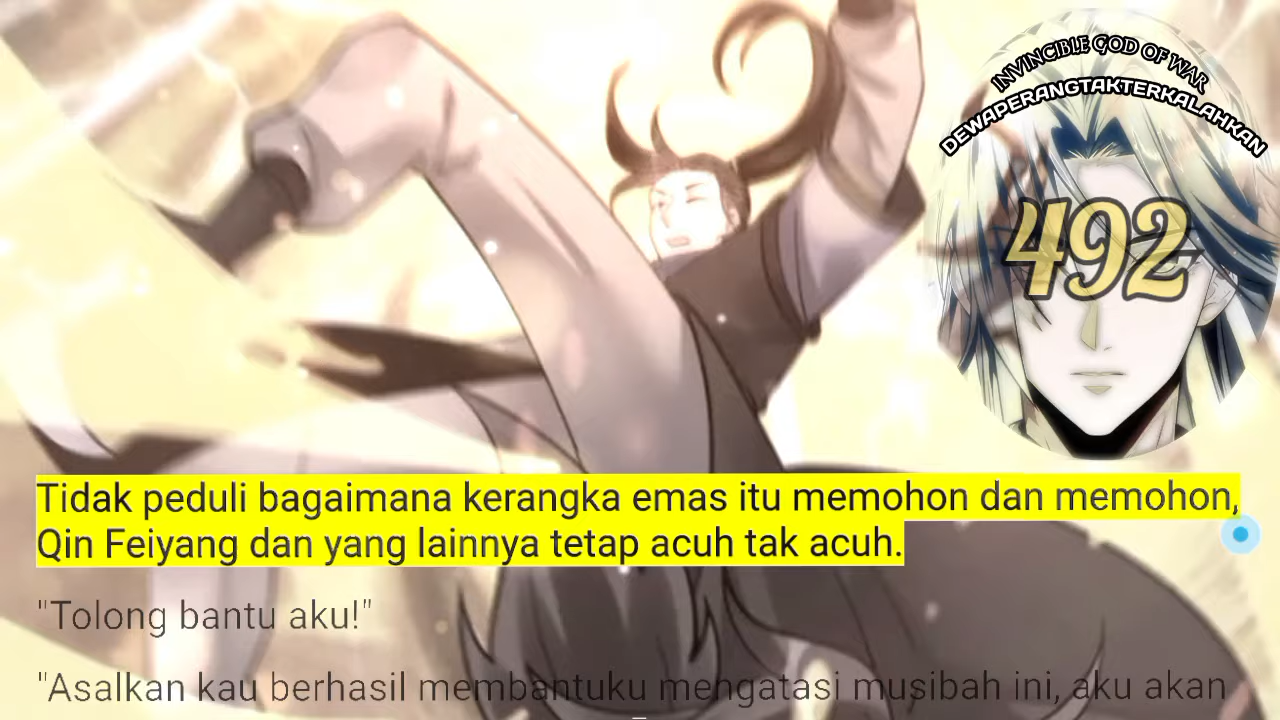 INVINCIBLE GOD OF WAR
DEWAPERANGTAKTERKALAHKAN
492
Tidak peduli bagaimana kerangka emas itu memohon dan memohon,
Qin Feiyang dan yang lainnya tetap acuh tak acuh.
"Tolong bantu aku!"
"Asalkan kau berhasil membantuku mengatasi musibah ini, aku akan